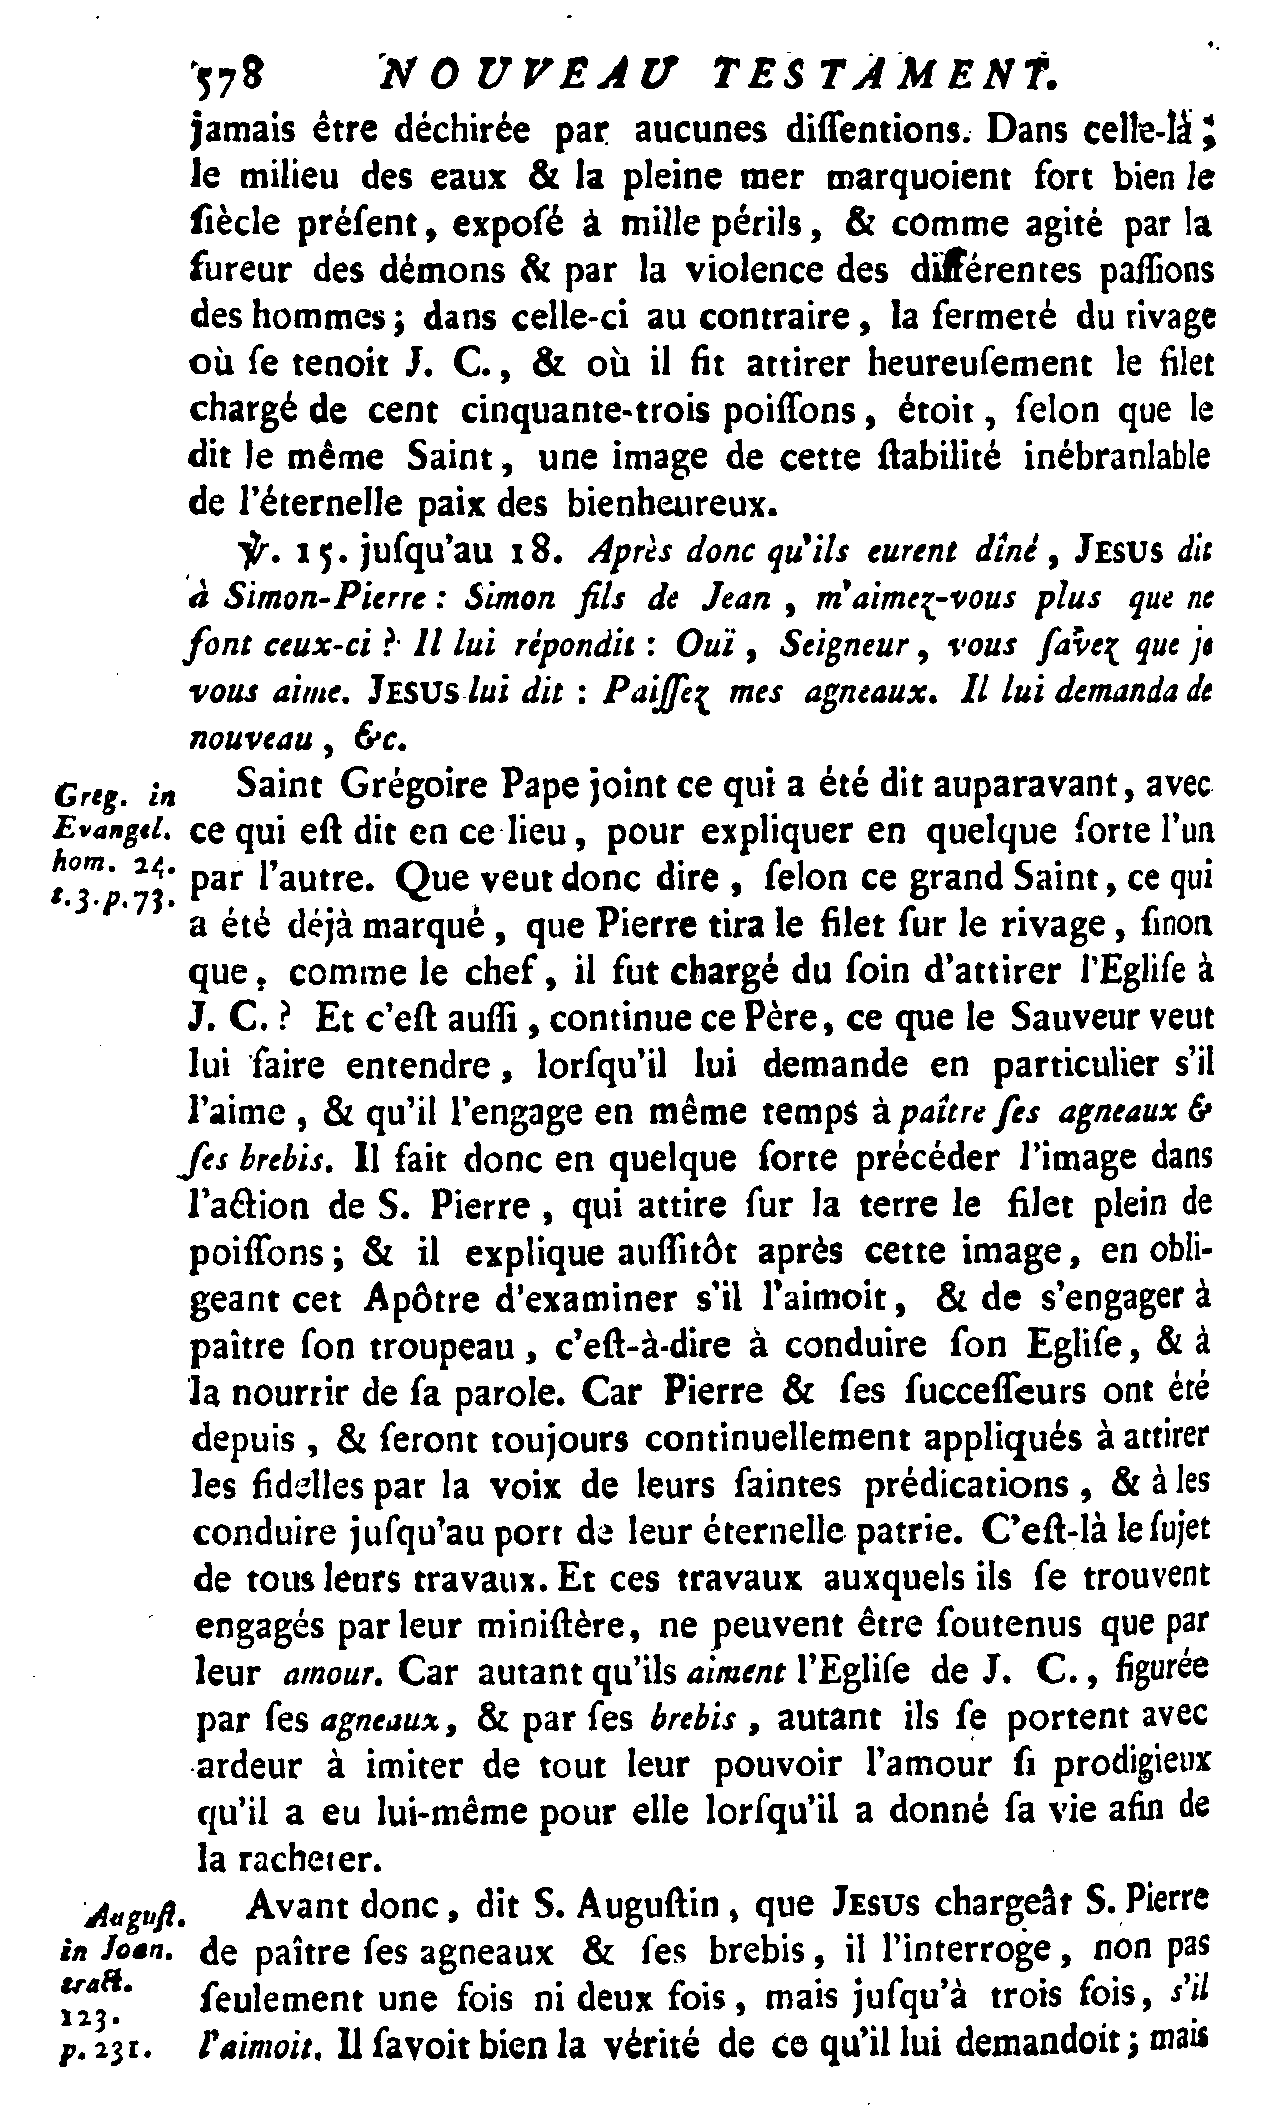 578 NOUVEAU TESTAMENT.
jamais être déchirée par aucunes diſſentions. Dans celle-là ;
le milieu des eaux & la pleine mer marquoient fort bien le
ſiècle préſent, expoſé à mille périls, & comme agité par la
fureur des démons & par la violence des différentes paſſions
des hommes ; dans celle-ci au contraire, la fermeté du rivage
où ſe tenoit J. C., & où il fit attirer heureuſement le filet
chargé de cent cinquante-trois poiſſons, étoit, ſelon que le
dit le même Saint, une image de cette ſtabilité inébranlable
de l'éternelle paix des bienheureux.
℣. 15. juſqu'au 18. Après donc qu'ils eurent dîné, JESUS dit
à Simon-Pierre : Simon fils de Jean, m'aimez-vous plus que ne
font ceux-ci ? Il lui répondit : Ouï, Seigneur, vous ſavez que je
vous aime. JESUS lui dit : Paiſſez mes agneaux. Il lui demanda de
nouveau, &c.
Greg. in
Evangel.
hom. 24.
t. 3. p. 73.
Saint Grégoire Pape joint ce qui a été dit auparavant, avec
ce qui eſt dit en ce lieu, pour expliquer en quelque ſorte l'un
par l'autre. Que veut donc dire, ſelon ce grand Saint, ce qui
a été déjà marqué, que Pierre tira le filet ſur le rivage, ſinon
que, comme le chef, il fut chargé du ſoin d'attirer l'Egliſe à
J. C. ? Et c'eſt auſſi, continue ce Père, ce que le Sauveur veut
lui faire entendre, lorſqu'il lui demande en particulier s'il
l'aime, & qu'il l'engage en même temps à paître ſes agneaux &
ſes brebis. Il fait donc en quelque ſorte précéder l'image dans
l'action de S. Pierre, qui attire ſur la terre le filet plein de
poiſſons ; & il explique auſſitôt après cette image, en obli-
geant cet Apôtre d'examiner s'il l'aimoit, & de s'engager à
paître ſon troupeau, c'eſt-à-dire à conduire ſon Egliſe, & à
la nourrir de ſa parole. Car Pierre & ſes ſucceſſeurs ont été
depuis, & ſeront toujours continuellement appliqués à attirer
les fidelles par la voix de leurs ſaintes prédications, & à les
conduire juſqu'au port de leur éternelle patrie. C'eſt-là le ſujet
de tous leurs travaux. Et ces travaux auxquels ils ſe trouvent
engagés par leur miniſtère, ne peuvent être ſoutenus que par
leur amour. Car autant qu'ils aiment l'Egliſe de J. C., figurée
par ſes agneaux, & par ſes brebis, autant ils ſe portent avec
ardeur à imiter de tout leur pouvoir l'amour ſi prodigieux
qu'il a eu lui-même pour elle lorſqu'il a donné ſa vie afin de
la racheter.
Auguſt.
in Joan.
tract.
123.
p. 231.
Avant donc, dit S. Auguſtin, que JESUS chargeât S. Pierre
de paître ſes agneaux & ſes brebis, il l'interroge, non pas
ſeulement une fois ni deux fois, mais juſqu'à trois fois, s'il
l'aimoit. Il ſavoit bien la vérité de ce qu'il lui demandoit ; mais